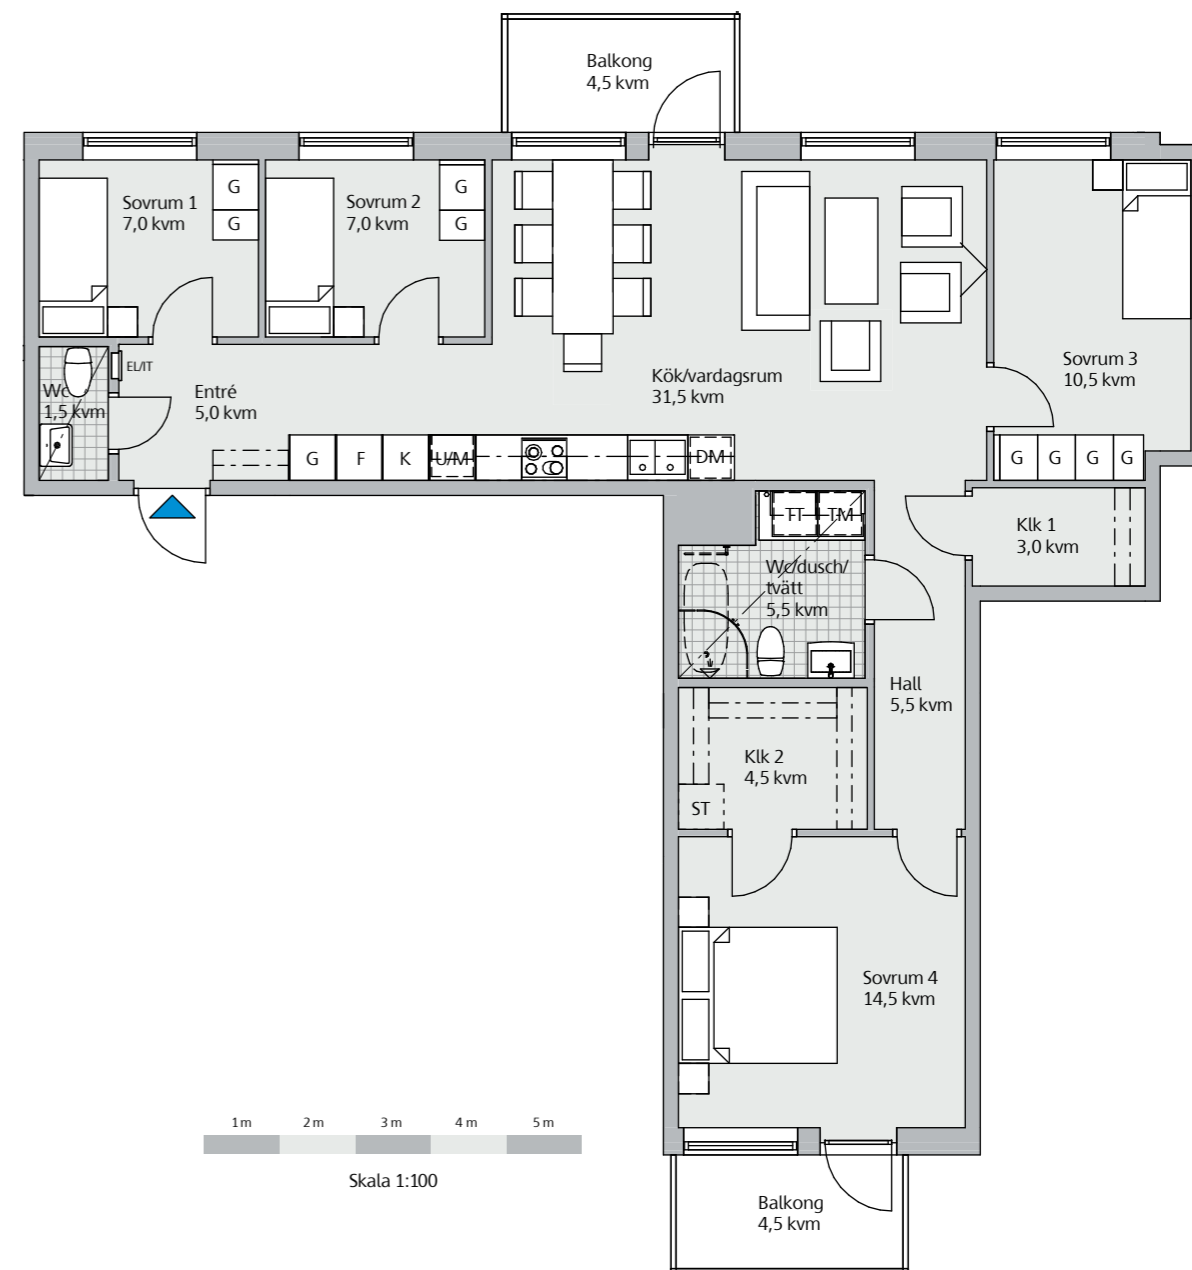 Balkong
4,5 kvm
Sovrum 1
7,0 kvm
G
G
Sovrum 2
7,0 kvm
G
G
Wc
1,5 kvm
EL/IT
Entré
5,0 kvm
Kök/vardagsrum
31,5 kvm
Sovrum 3
10,5 kvm
G
F
K
U/M
DM
G
G
G
G
TT
TM
Wc/dusch/
tvätt
5,5 kvm
Klk 1
3,0 kvm
Hall
5,5 kvm
Klk 2
4,5 kvm
ST
Sovrum 4
14,5 kvm
1 m 2 m 3 m 4 m 5 m
Skala 1:100
Balkong
4,5 kvm